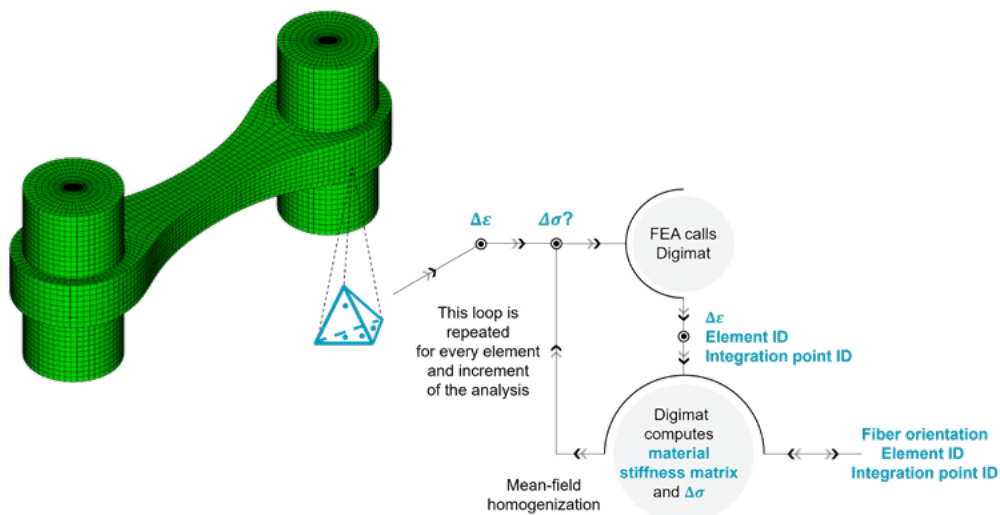 Δε
Δσ?
FEA calls
Digimat
This loop is
repeated
for every element
and increment
of the analysis
Δε
Element ID
Integration point ID
Digimat
computes
material
stiffness matrix
and Δσ
Fiber orientation
Element ID
Integration point ID
Mean-field
homogenization